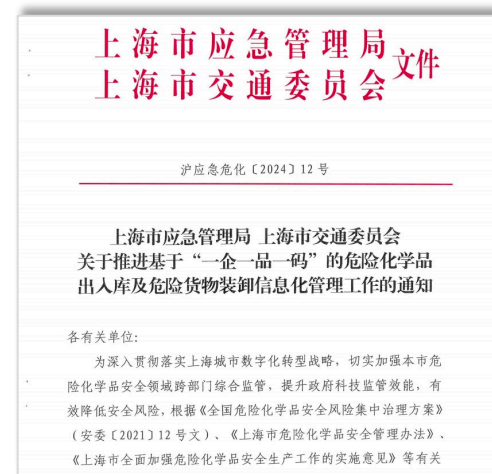 上海市应急管理局
上海市交通委员会
文件
沪应急危化〔2024〕12号
上海市应急管理局 上海市交通委员会
关于推进基于“一企一品一码”的危险化学品
出入库及危险货物装卸信息化管理工作的通知
各有关单位：
为深入贯彻落实上海城市数字化转型战略，切实加强本市危
险化学品安全领域跨部门综合监管，提升政府科技监管效能，有
效降低安全风险，根据《全国危险化学品安全风险集中治理方案》
（安委〔2021〕12号文）、《上海市危险化学品安全管理办法》、
《上海市全面加强危险化学品安全生产工作的实施意见》等有关